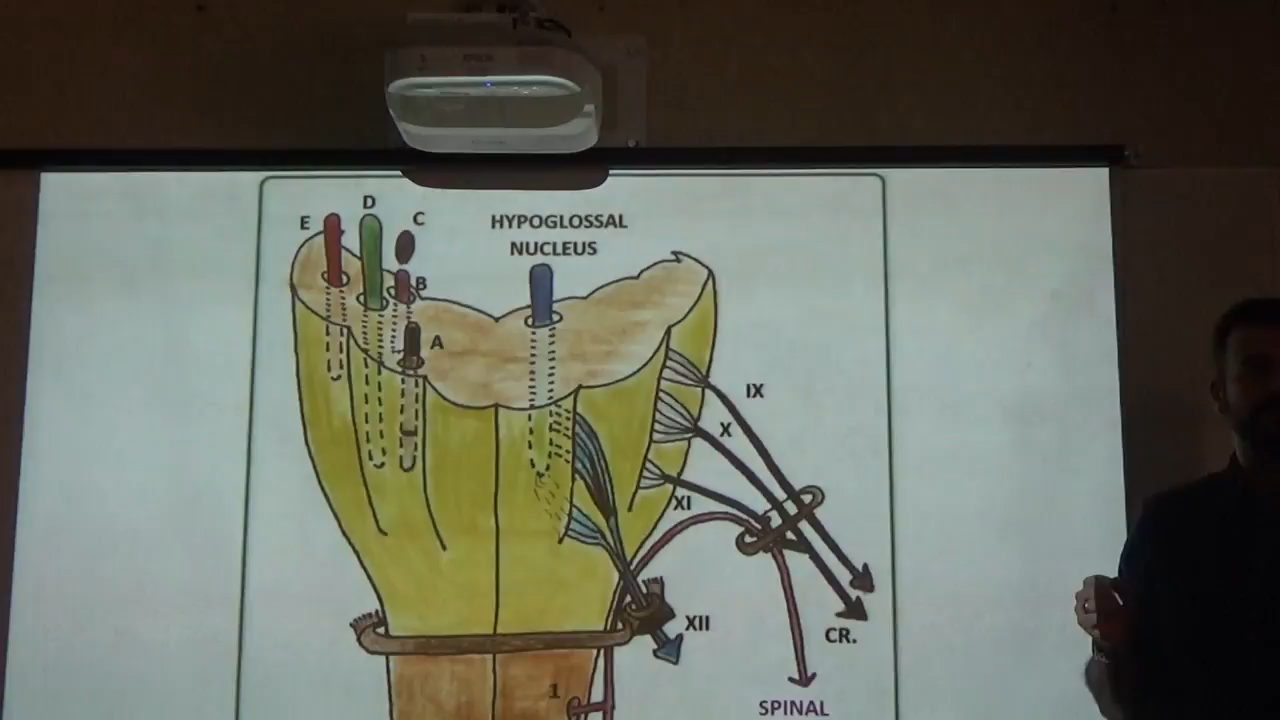 D
C
E
HYPOGLOSSAL
NUCLEUS
B
A
IX
X
XI
XII
CR.
1
SPINAL